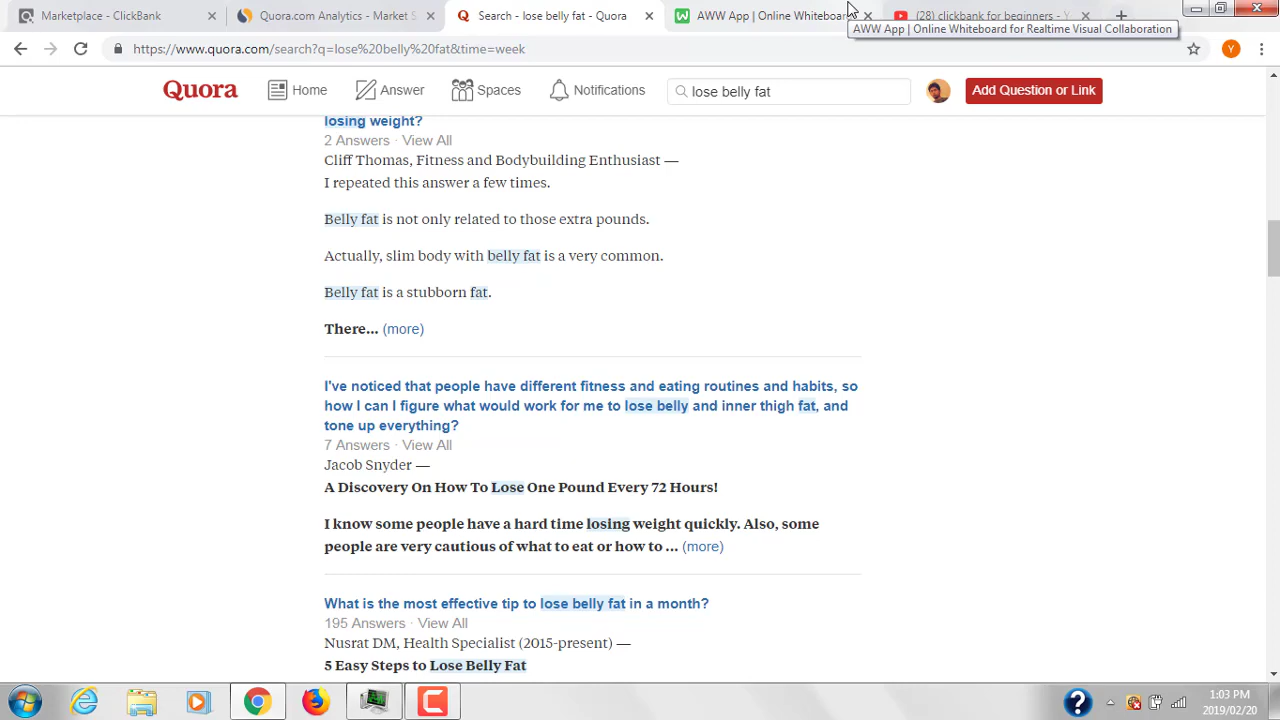 Marketplace - ClickBank
Quora.com Analytics - Market S
Search - lose belly fat - Quora
AWW App | Online Whiteboar
(28) clickbank for beginners - Y
AWW App | Online Whiteboard for Realtime Visual Collaboration
https://www.quora.com/search?q=lose%20belly%20fat&time=week
Y
Quora
Home
Answer
Spaces
Notifications
lose belly fat
Add Question or Link
losing weight?
2 Answers · View All
Cliff Thomas, Fitness and Bodybuilding Enthusiast —
I repeated this answer a few times.
Belly fat is not only related to those extra pounds.
Actually, slim body with belly fat is a very common.
Belly fat is a stubborn fat.
There... (more)
I've noticed that people have different fitness and eating routines and habits, so
how I can I figure what would work for me to lose belly and inner thigh fat, and
tone up everything?
7 Answers · View All
Jacob Snyder —
A Discovery On How To Lose One Pound Every 72 Hours!
I know some people have a hard time losing weight quickly. Also, some
people are very cautious of what to eat or how to ... (more)
What is the most effective tip to lose belly fat in a month?
195 Answers · View All
Nusrat DM, Health Specialist (2015-present) —
5 Easy Steps to Lose Belly Fat
1:03 PM
2019/02/20